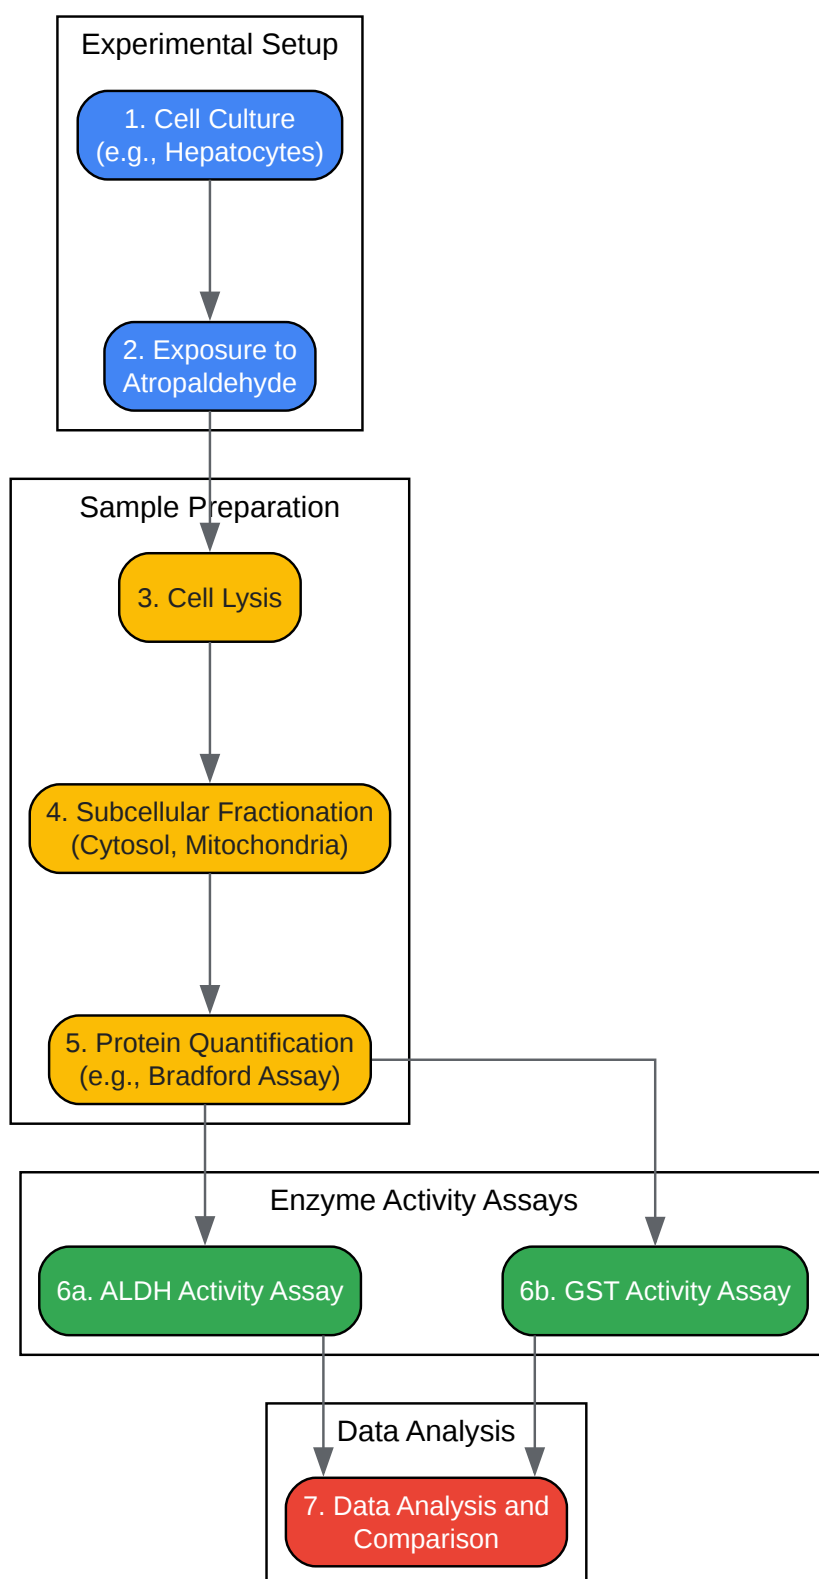 Experimental Setup
1. Cell Culture
(e.g., Hepatocytes)
2. Exposure to
Atropaldehyde
Sample Preparation
3. Cell Lysis
4. Subcellular Fractionation
(Cytosol, Mitochondria)
5. Protein Quantification
(e.g., Bradford Assay)
Enzyme Activity Assays
6a. ALDH Activity Assay
6b. GST Activity Assay
Data Analysis
7. Data Analysis and
Comparison